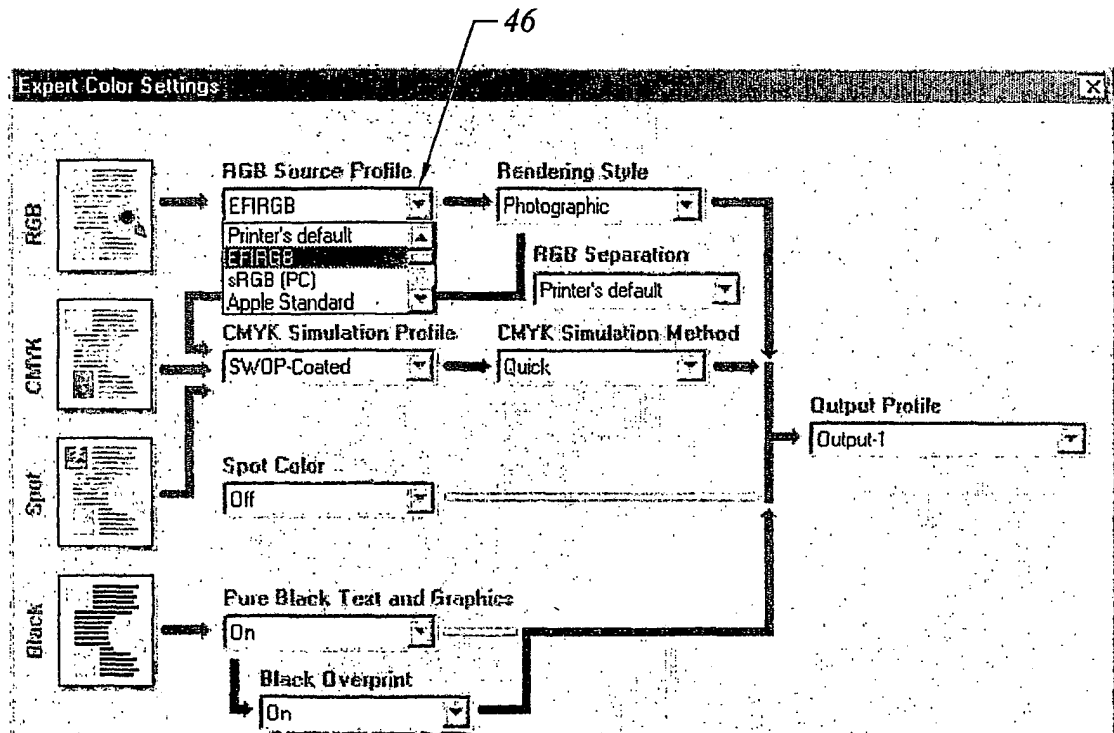 46
Expert Color Settings
RGB
RGB Source Profile
EFIRGB
Printer's default
EFIRGB
sRGB (PC)
Apple Standard
Rendering Style
Photographic
RGB Separation
Printer's default
CMYK
CMYK Simulation Profile
SWOP-Coated
CMYK Simulation Method
Quick
Output Profile
Output-1
Spot
Spot Color
Off
Black
Pure Black Text and Graphics
On
Black Overprint
On